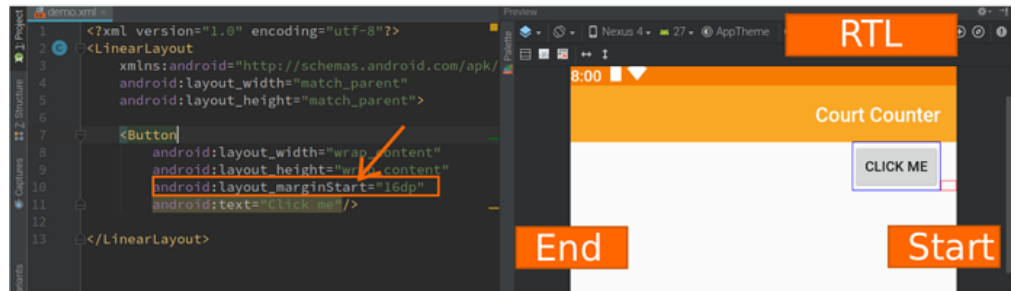 demo.xml
Preview
1: Project
2: Structure
Captures
Palette
1 <?xml version="1.0" encoding="utf-8"?>
2 <LinearLayout
3 xmlns:android="http://schemas.android.com/apk/
4 android:layout_width="match_parent"
5 android:layout_height="match_parent">
6
7 <Button
8 android:layout_width="wrap_content"
9 android:layout_height="wrap_content"
10 android:layout_marginStart="16dp"
11 android:text="Click me"/>
12
13 </LinearLayout>
Nexus 4 27 AppTheme
RTL
8:00
Court Counter
CLICK ME
End
Start